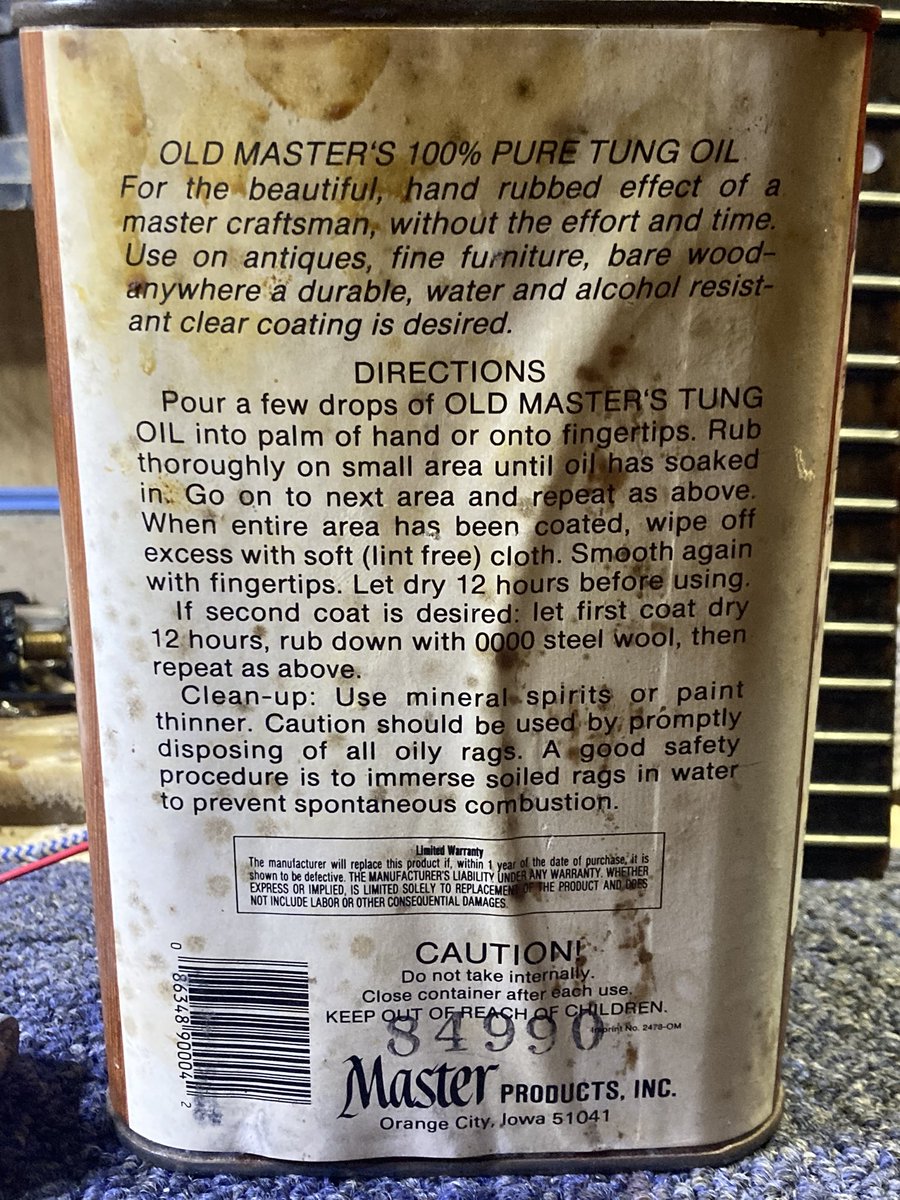 OLD MASTER'S 100% PURE TUNG OIL
For the beautiful, hand rubbed effect of a
master craftsman, without the effort and time.
Use on antiques, fine furniture, bare wood-
anywhere a durable, water and alcohol resist-
ant clear coating is desired.
DIRECTIONS
Pour a few drops of OLD MASTER'S TUNG
OIL into palm of hand or onto fingertips. Rub
thoroughly on small area until oil has soaked
in. Go on to next area and repeat as above.
When entire area has been coated, wipe off
excess with soft (lint free) cloth. Smooth again
with fingertips. Let dry 12 hours before using.
If second coat is desired: let first coat dry
12 hours, rub down with 0000 steel wool, then
repeat as above.
Clean-up: Use mineral spirits or paint
thinner. Caution should be used by promptly
disposing of all oily rags. A good safety
procedure is to immerse soiled rags in water
to prevent spontaneous combustion.
Limited Warranty
The manufacturer will replace this product if, within 1 year of the date of purchase, it is
shown to be defective. THE MANUFACTURER'S LIABILITY UNDER ANY WARRANTY, WHETHER
EXPRESS OR IMPLIED, IS LIMITED SOLELY TO REPLACEMENT OF THE PRODUCT AND DOES
NOT INCLUDE LABOR OR OTHER CONSEQUENTIAL DAMAGES.
CAUTION!
Do not take internally.
Close container after each use.
KEEP OUT OF REACH OF CHILDREN.
Imprint No. 2478-OM
84990
Master PRODUCTS, INC.
Orange City, Iowa 51041
0 86348 90004 2